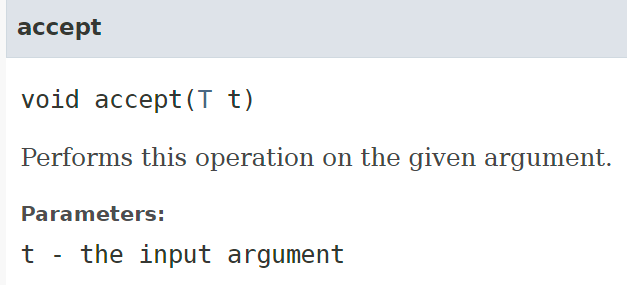 accept
void accept(T t)
Performs this operation on the given argument.
Parameters:
t - the input argument